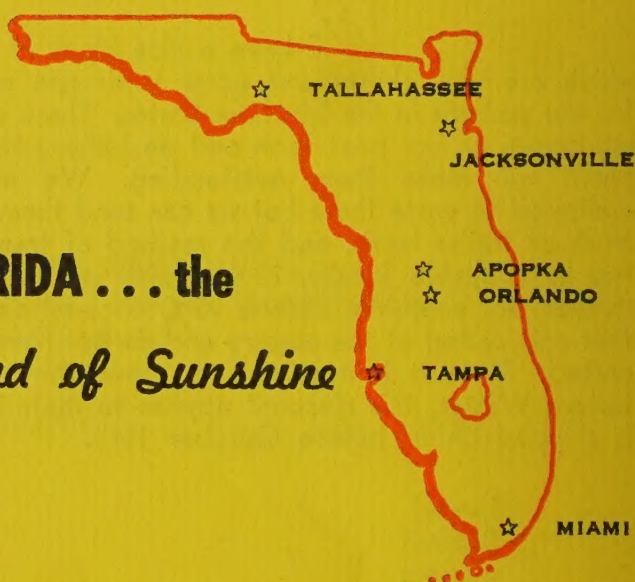 TALLAHASSEE
JACKSONVILLE
APOPKA
ORLANDO
RIDA . . . the
d of Sunshine
TAMPA
MIAMI